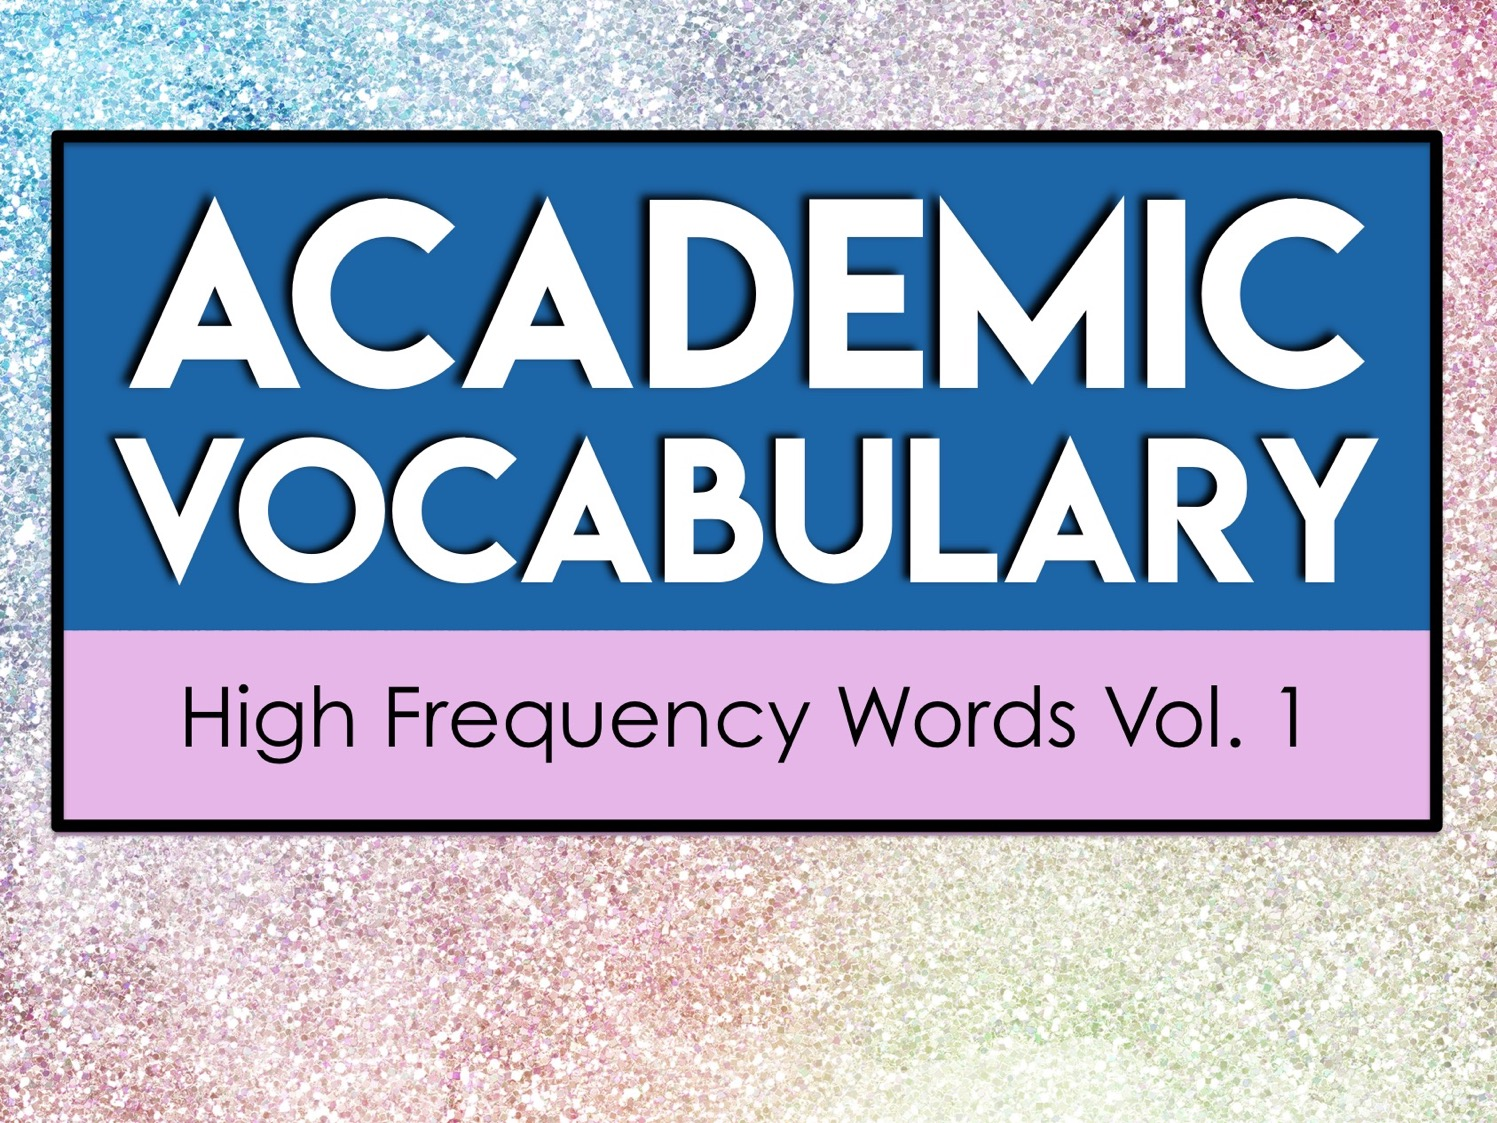 ACADEMIC
VOCABULARY
High Frequency Words Vol. 1